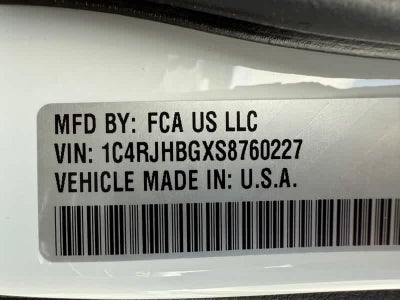 MFD BY: FCA US LLC
VIN: 1C4RJHBGXS8760227
VEHICLE MADE IN: U.S.A.